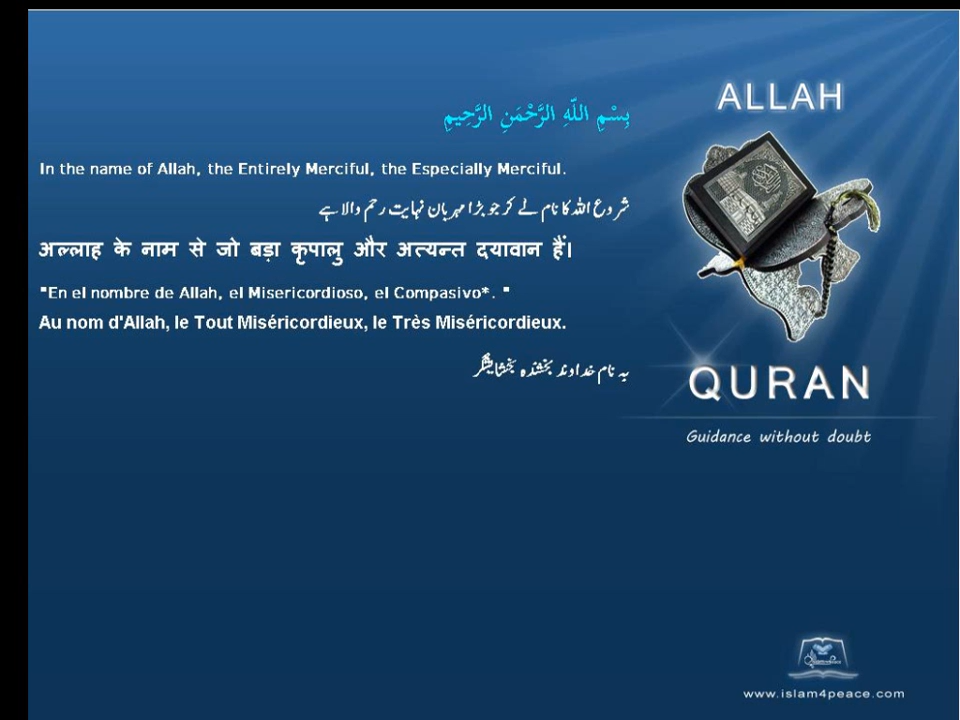 بِسْمِ اللَّهِ الرَّحْمَنِ الرَّحِيمِ
In the name of Allah, the Entirely Merciful, the Especially Merciful.
شروع الله کا نام لے کر جو بڑا مہربان نہایت رحم والا ہے
अल्लाह के नाम से जो बड़ा कृपालु और अत्यन्त दयावान हैं।
"En el nombre de Allah, el Misericordioso, el Compasivo*. "
Au nom d'Allah, le Tout Miséricordieux, le Très Miséricordieux.
به نام خداوند بخشنده بخشایشگر
ALLAH
QURAN
Guidance without doubt
www.islam4peace.com